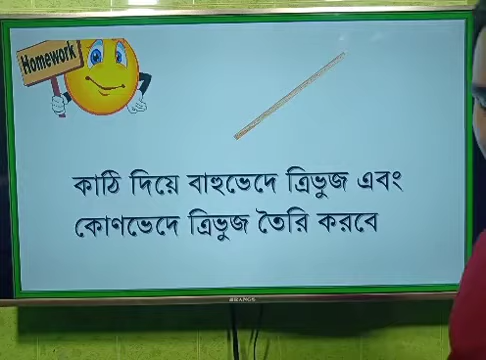 Homework
কাঠি দিয়ে বাহুভেদে ত্রিভুজ এবং
কোণভেদে ত্রিভুজ তৈরি করবে